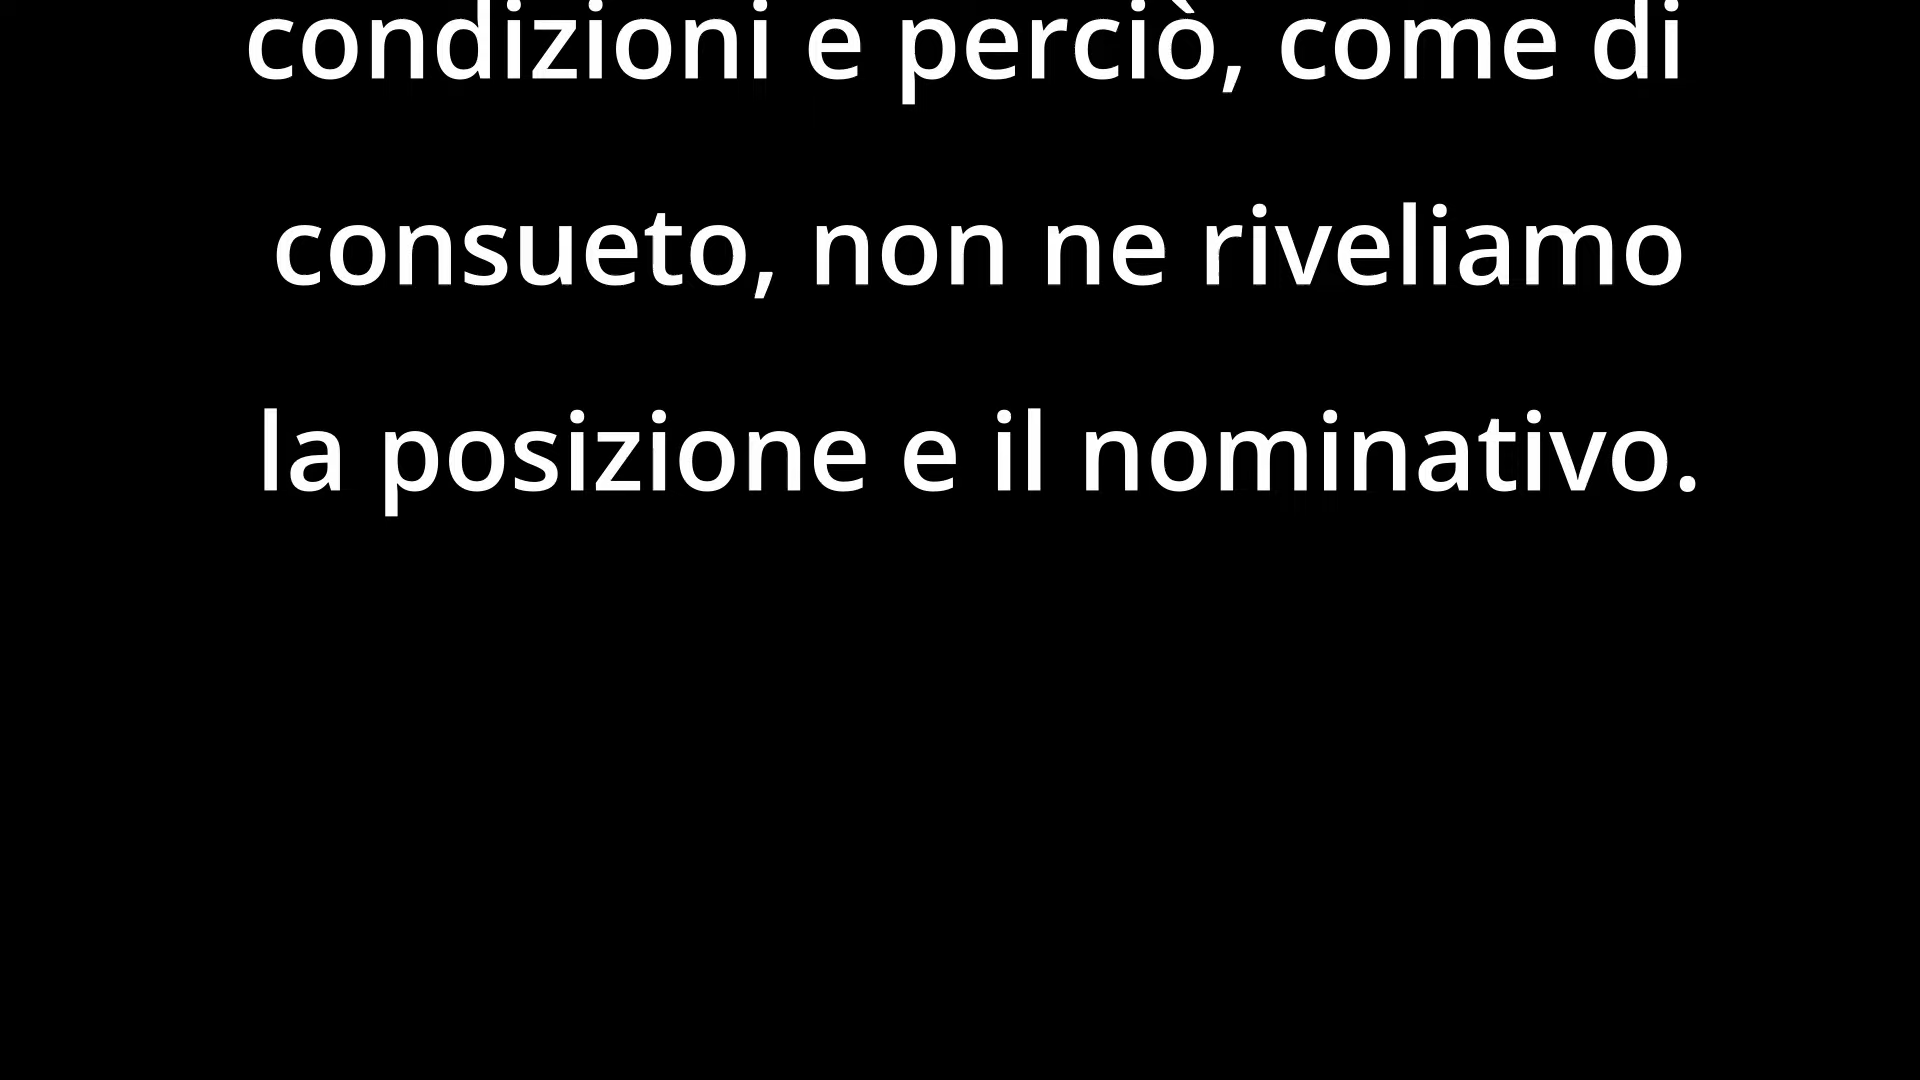 condizioni e perciò, come di
consueto, non ne riveliamo
la posizione e il nominativo.